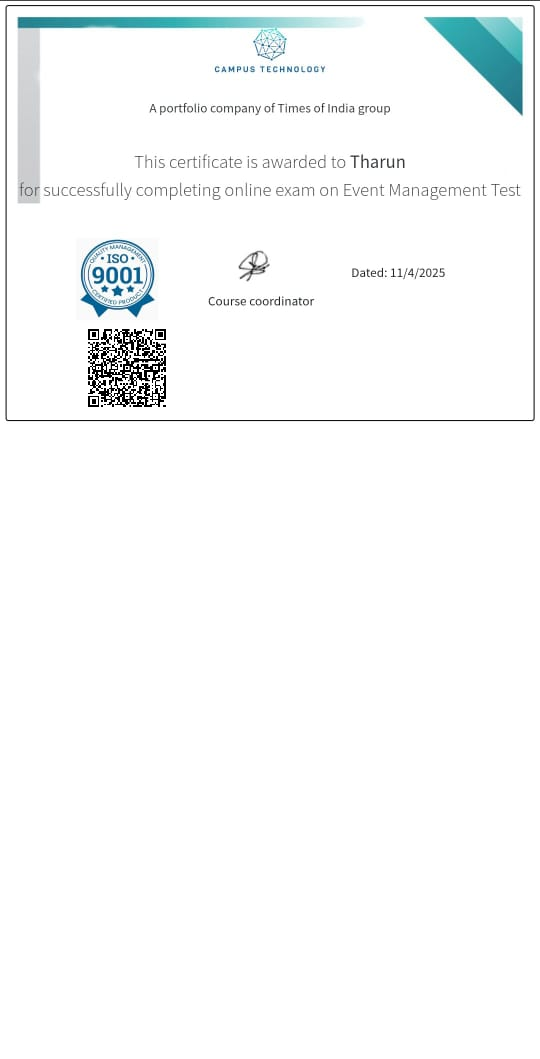 CAMPUS TECHNOLOGY
A portfolio company of Times of India group
This certificate is awarded to Tharun
for successfully completing online exam on Event Management Test
QUALITY MANAGEMENT
ISO
9001
CERTIFIED PRODUCT
Dated: 11/4/2025
Course coordinator